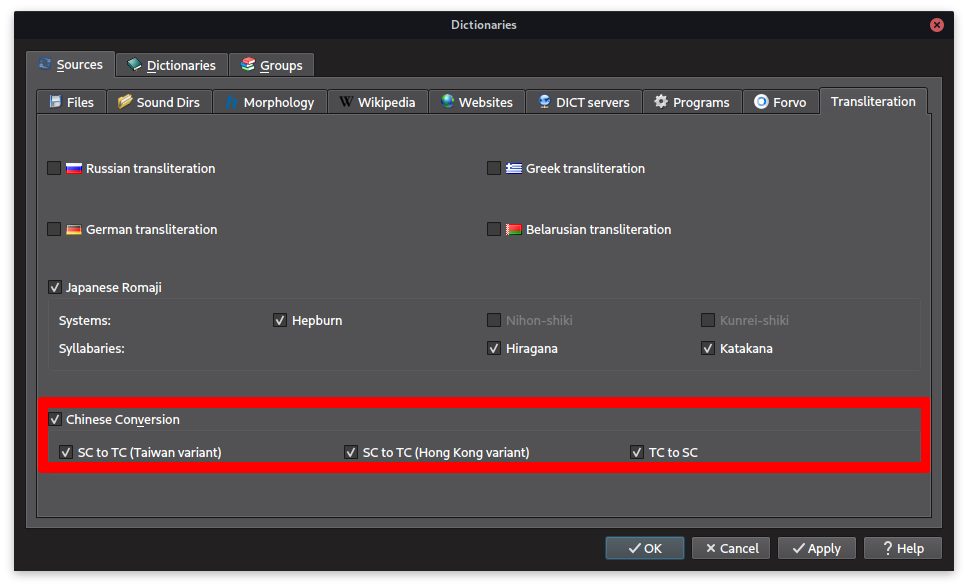 Dictionaries
Sources Dictionaries Groups
Files Sound Dirs Morphology Wikipedia Websites DICT servers Programs Forvo Transliteration
Russian transliteration Greek transliteration
German transliteration Belarusian transliteration
Japanese Romaji
Systems: Hepburn Nihon-shiki Kunrei-shiki
Syllabaries: Hiragana Katakana
Chinese Conversion
SC to TC (Taiwan variant) SC to TC (Hong Kong variant) TC to SC
OK Cancel Apply Help